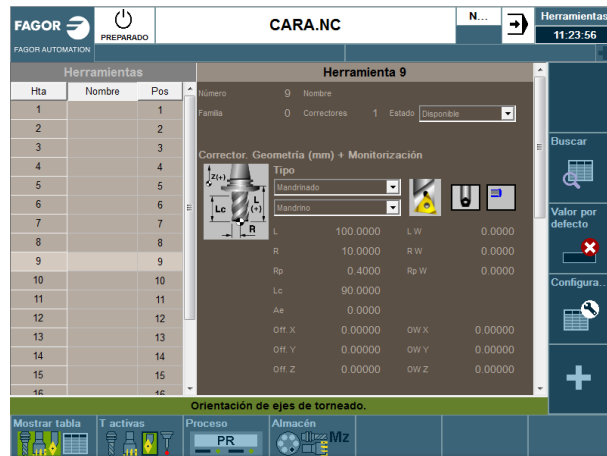 FAGOR
FAGOR AUTOMATION
PREPARADO
CARA.NC
N...
Herramientas
11:23:56
Herramientas
Hta Nombre Pos
1 1
2 2
3 3
4 4
5 5
6 6
7 7
8 8
9 9
10 10
11 11
12 12
13 13
14 14
15 15
16 16
Herramienta 9
Número 9 Nombre
Familia 0 Correctores 1 Estado Disponible
Corrector. Geometría (mm) + Monitorización
Z(+)
Lc
L
(+)
R
Tipo
Mandrinado
Mandrino
L 100.0000 L W 0.0000
R 10.0000 R W 0.0000
Rp 0.4000 Rp W 0.0000
Lc 90.0000
Ae 0.0000
Off. X 0.00000 OW X 0.00000
Off. Y 0.00000 OW Y 0.00000
Off. Z 0.00000 OW Z 0.00000
Buscar
Valor por
defecto
Configura..
Orientación de ejes de torneado.
Mostrar tabla
T activas
Proceso
PR
Almacén
Mz